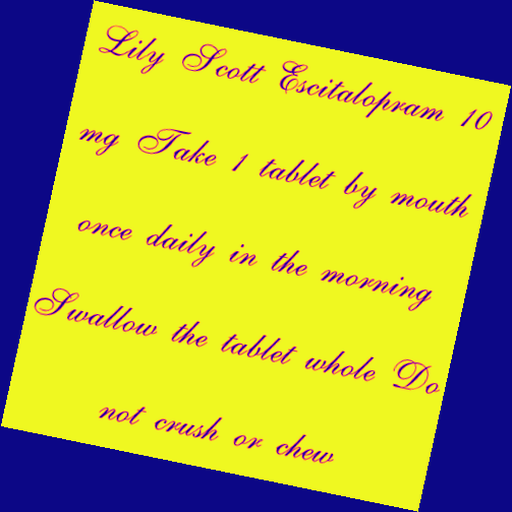 Lily Scott Escitalopram 10
mg Take 1 tablet by mouth
once daily in the morning
Swallow the tablet whole Do
not crush or chew